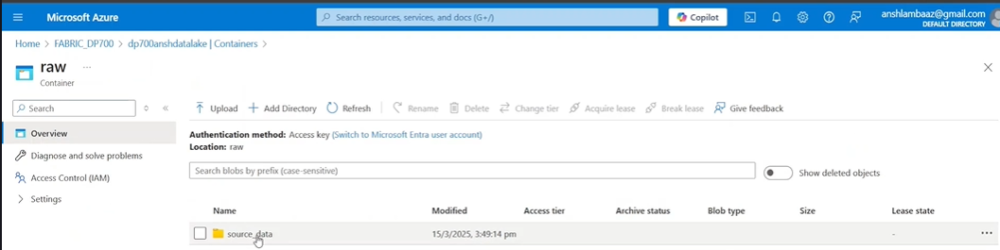 Microsoft Azure
Search resources, services, and docs (G+/)
Copilot
anshlambaaz@gmail.com
DEFAULT DIRECTORY
Home > FABRIC_DP700 > dp700anshdatalake | Containers >
raw ...
Container
Search
Upload + Add Directory Refresh Rename Delete Change tier Acquire lease Break lease Give feedback
Overview
Diagnose and solve problems
Access Control (IAM)
Settings
Authentication method: Access key (Switch to Microsoft Entra user account)
Location: raw
Search blobs by prefix (case-sensitive)
Show deleted objects
Name Modified Access tier Archive status Blob type Size Lease state
source_data 15/3/2025, 3:49:14 pm - ...